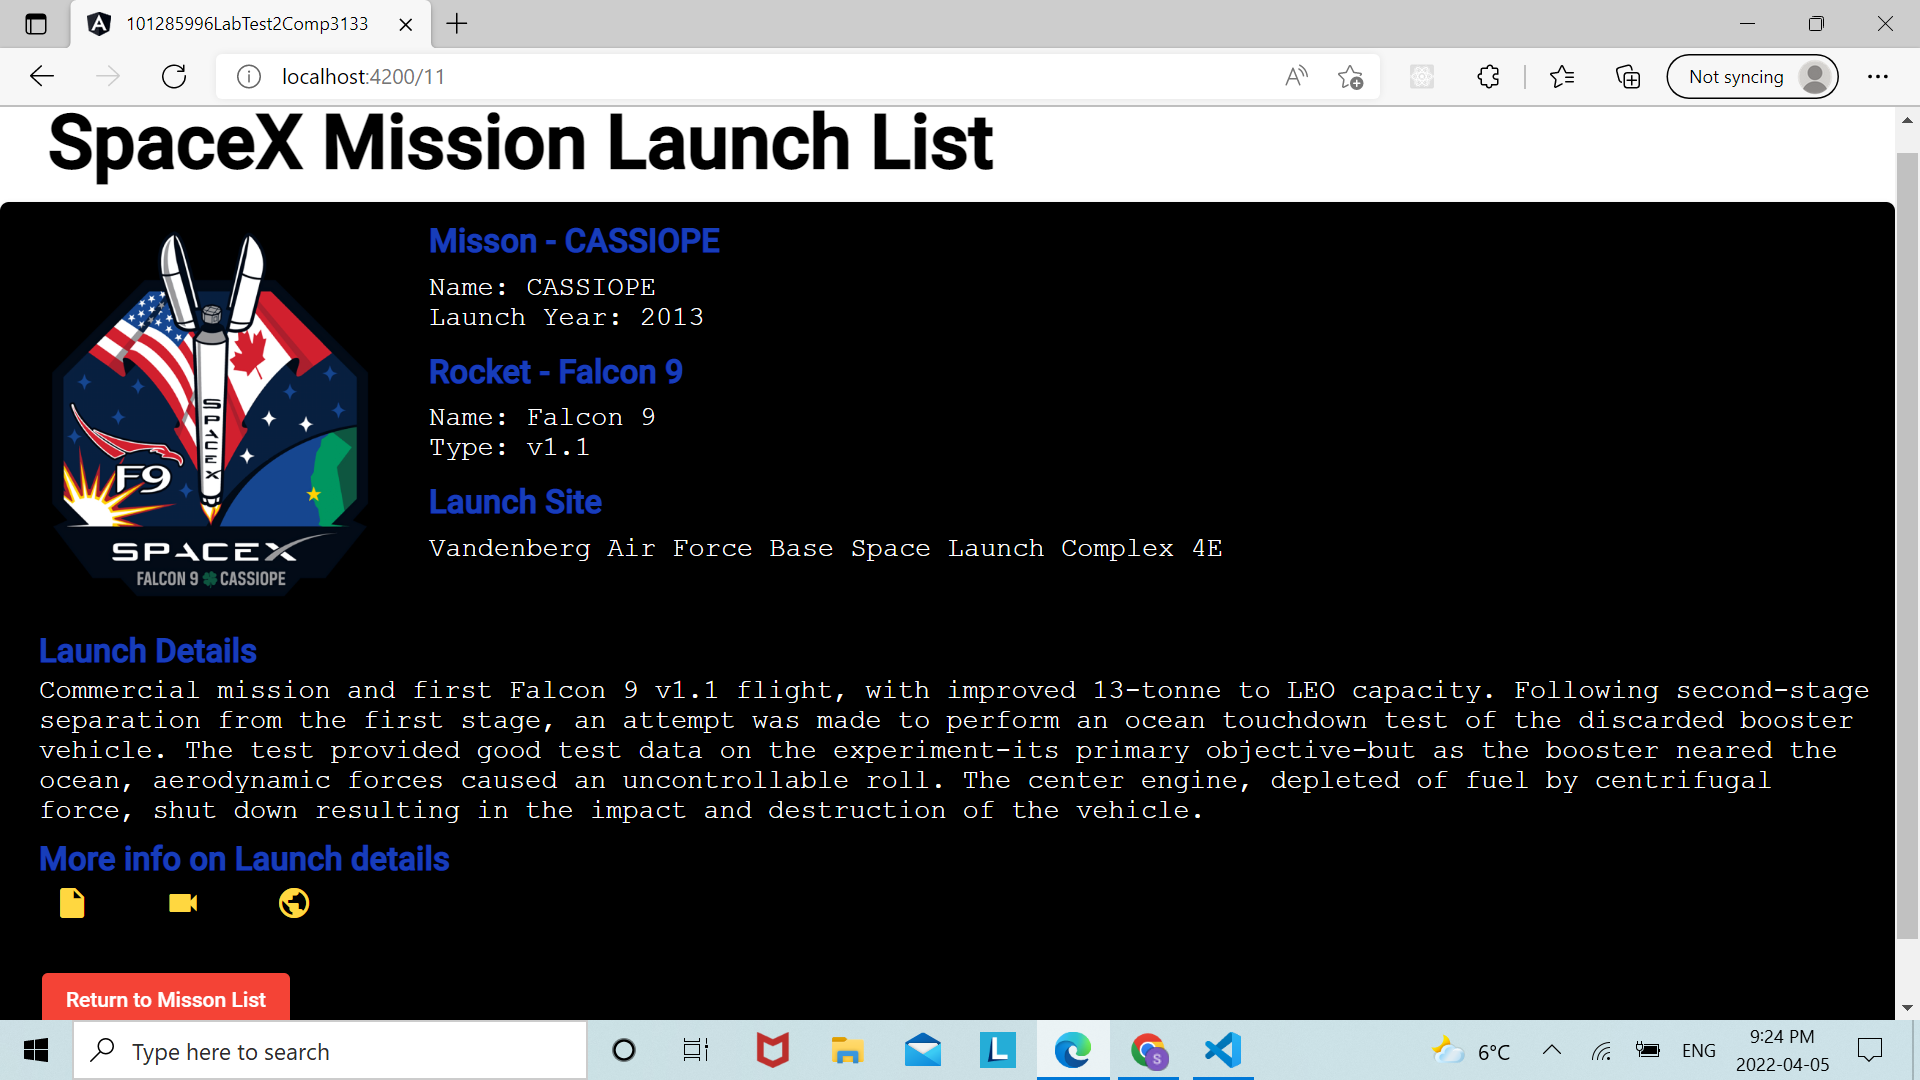 101285996LabTest2Comp3133
localhost:4200/11
Not syncing
SpaceX Mission Launch List
Misson - CASSIOPE
Name: CASSIOPE
Launch Year: 2013
Rocket - Falcon 9
Name: Falcon 9
Type: v1.1
Launch Site
Vandenberg Air Force Base Space Launch Complex 4E
SPACEX
F9
SPACEX
FALCON 9 CASSIOPE
Launch Details
Commercial mission and first Falcon 9 v1.1 flight, with improved 13-tonne to LEO capacity. Following second-stage
separation from the first stage, an attempt was made to perform an ocean touchdown test of the discarded booster
vehicle. The test provided good test data on the experiment-its primary objective-but as the booster neared the
ocean, aerodynamic forces caused an uncontrollable roll. The center engine, depleted of fuel by centrifugal
force, shut down resulting in the impact and destruction of the vehicle.
More info on Launch details
Return to Misson List
Type here to search
L
S
6°C
ENG
9:24 PM
2022-04-05